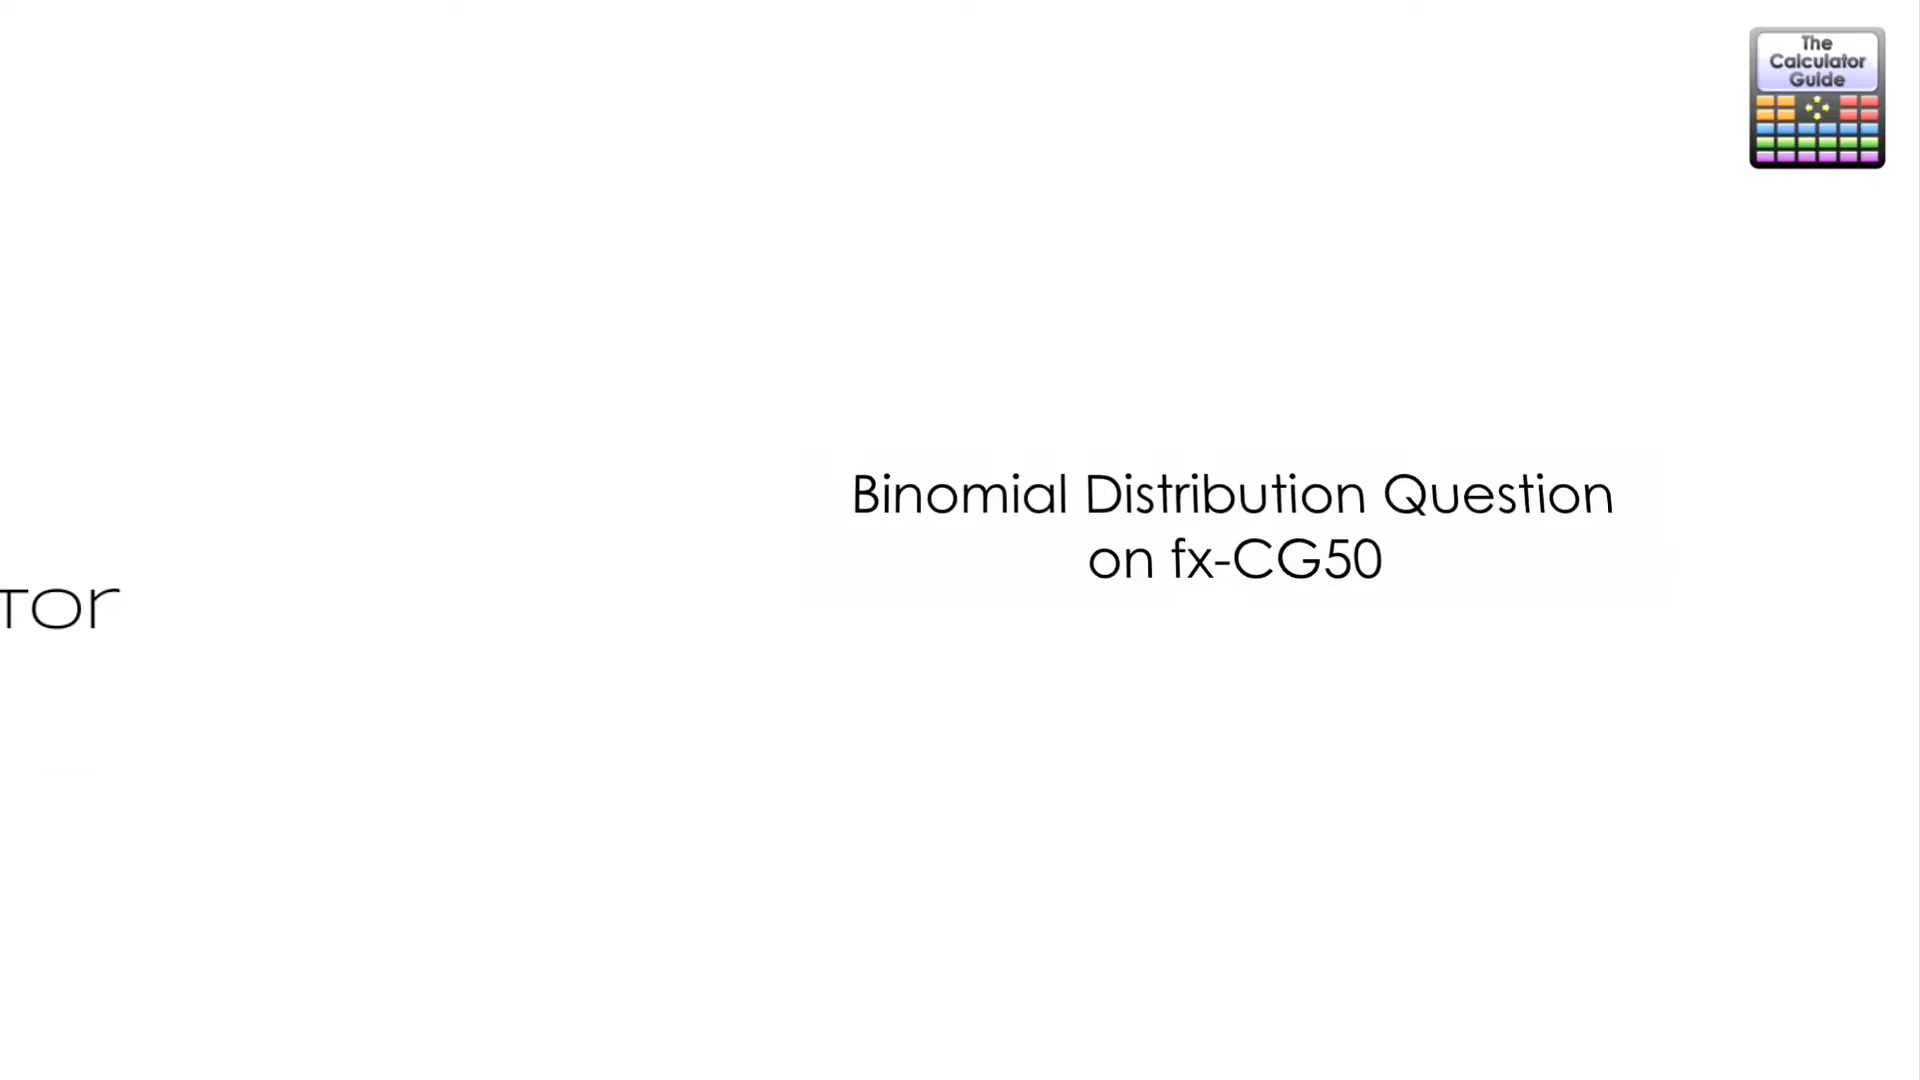 The
Calculator
Guide
Binomial Distribution Question
on fx-CG50
tor